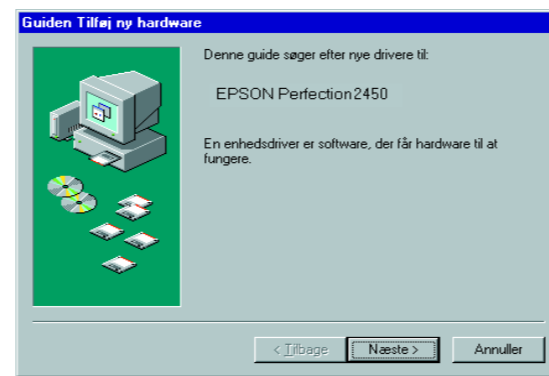 Guiden Tilføj ny hardware
Denne guide søger efter nye drivere til:
EPSON Perfection2450
En enhedsdriver er software, der får hardware til at
fungere.
< Tilbage
Næste >
Annuller